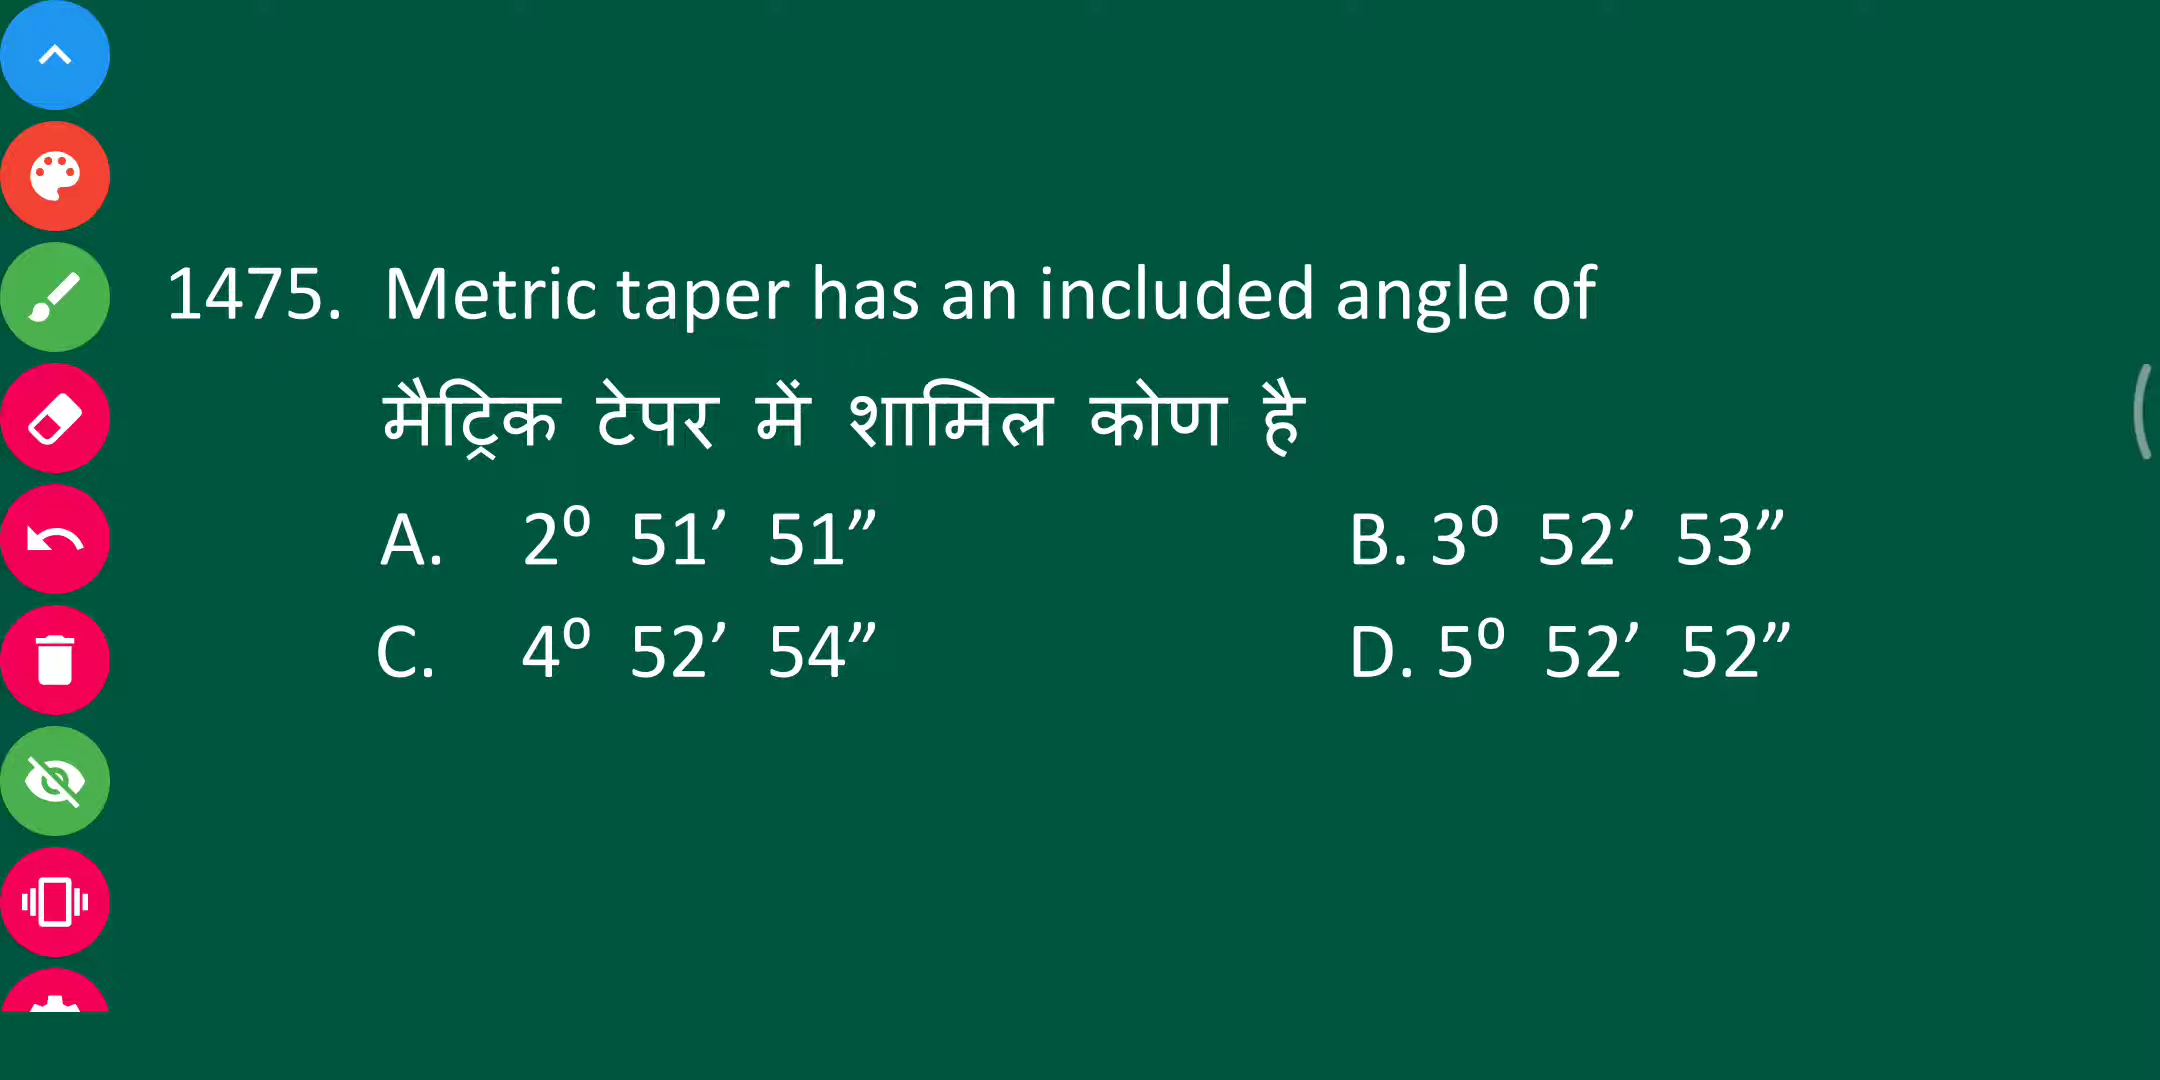 1475. Metric taper has an included angle of
मैट्रिक टेपर में शामिल कोण है
A. 2⁰ 51’ 51” B. 3⁰ 52’ 53”
C. 4⁰ 52’ 54” D. 5⁰ 52’ 52”